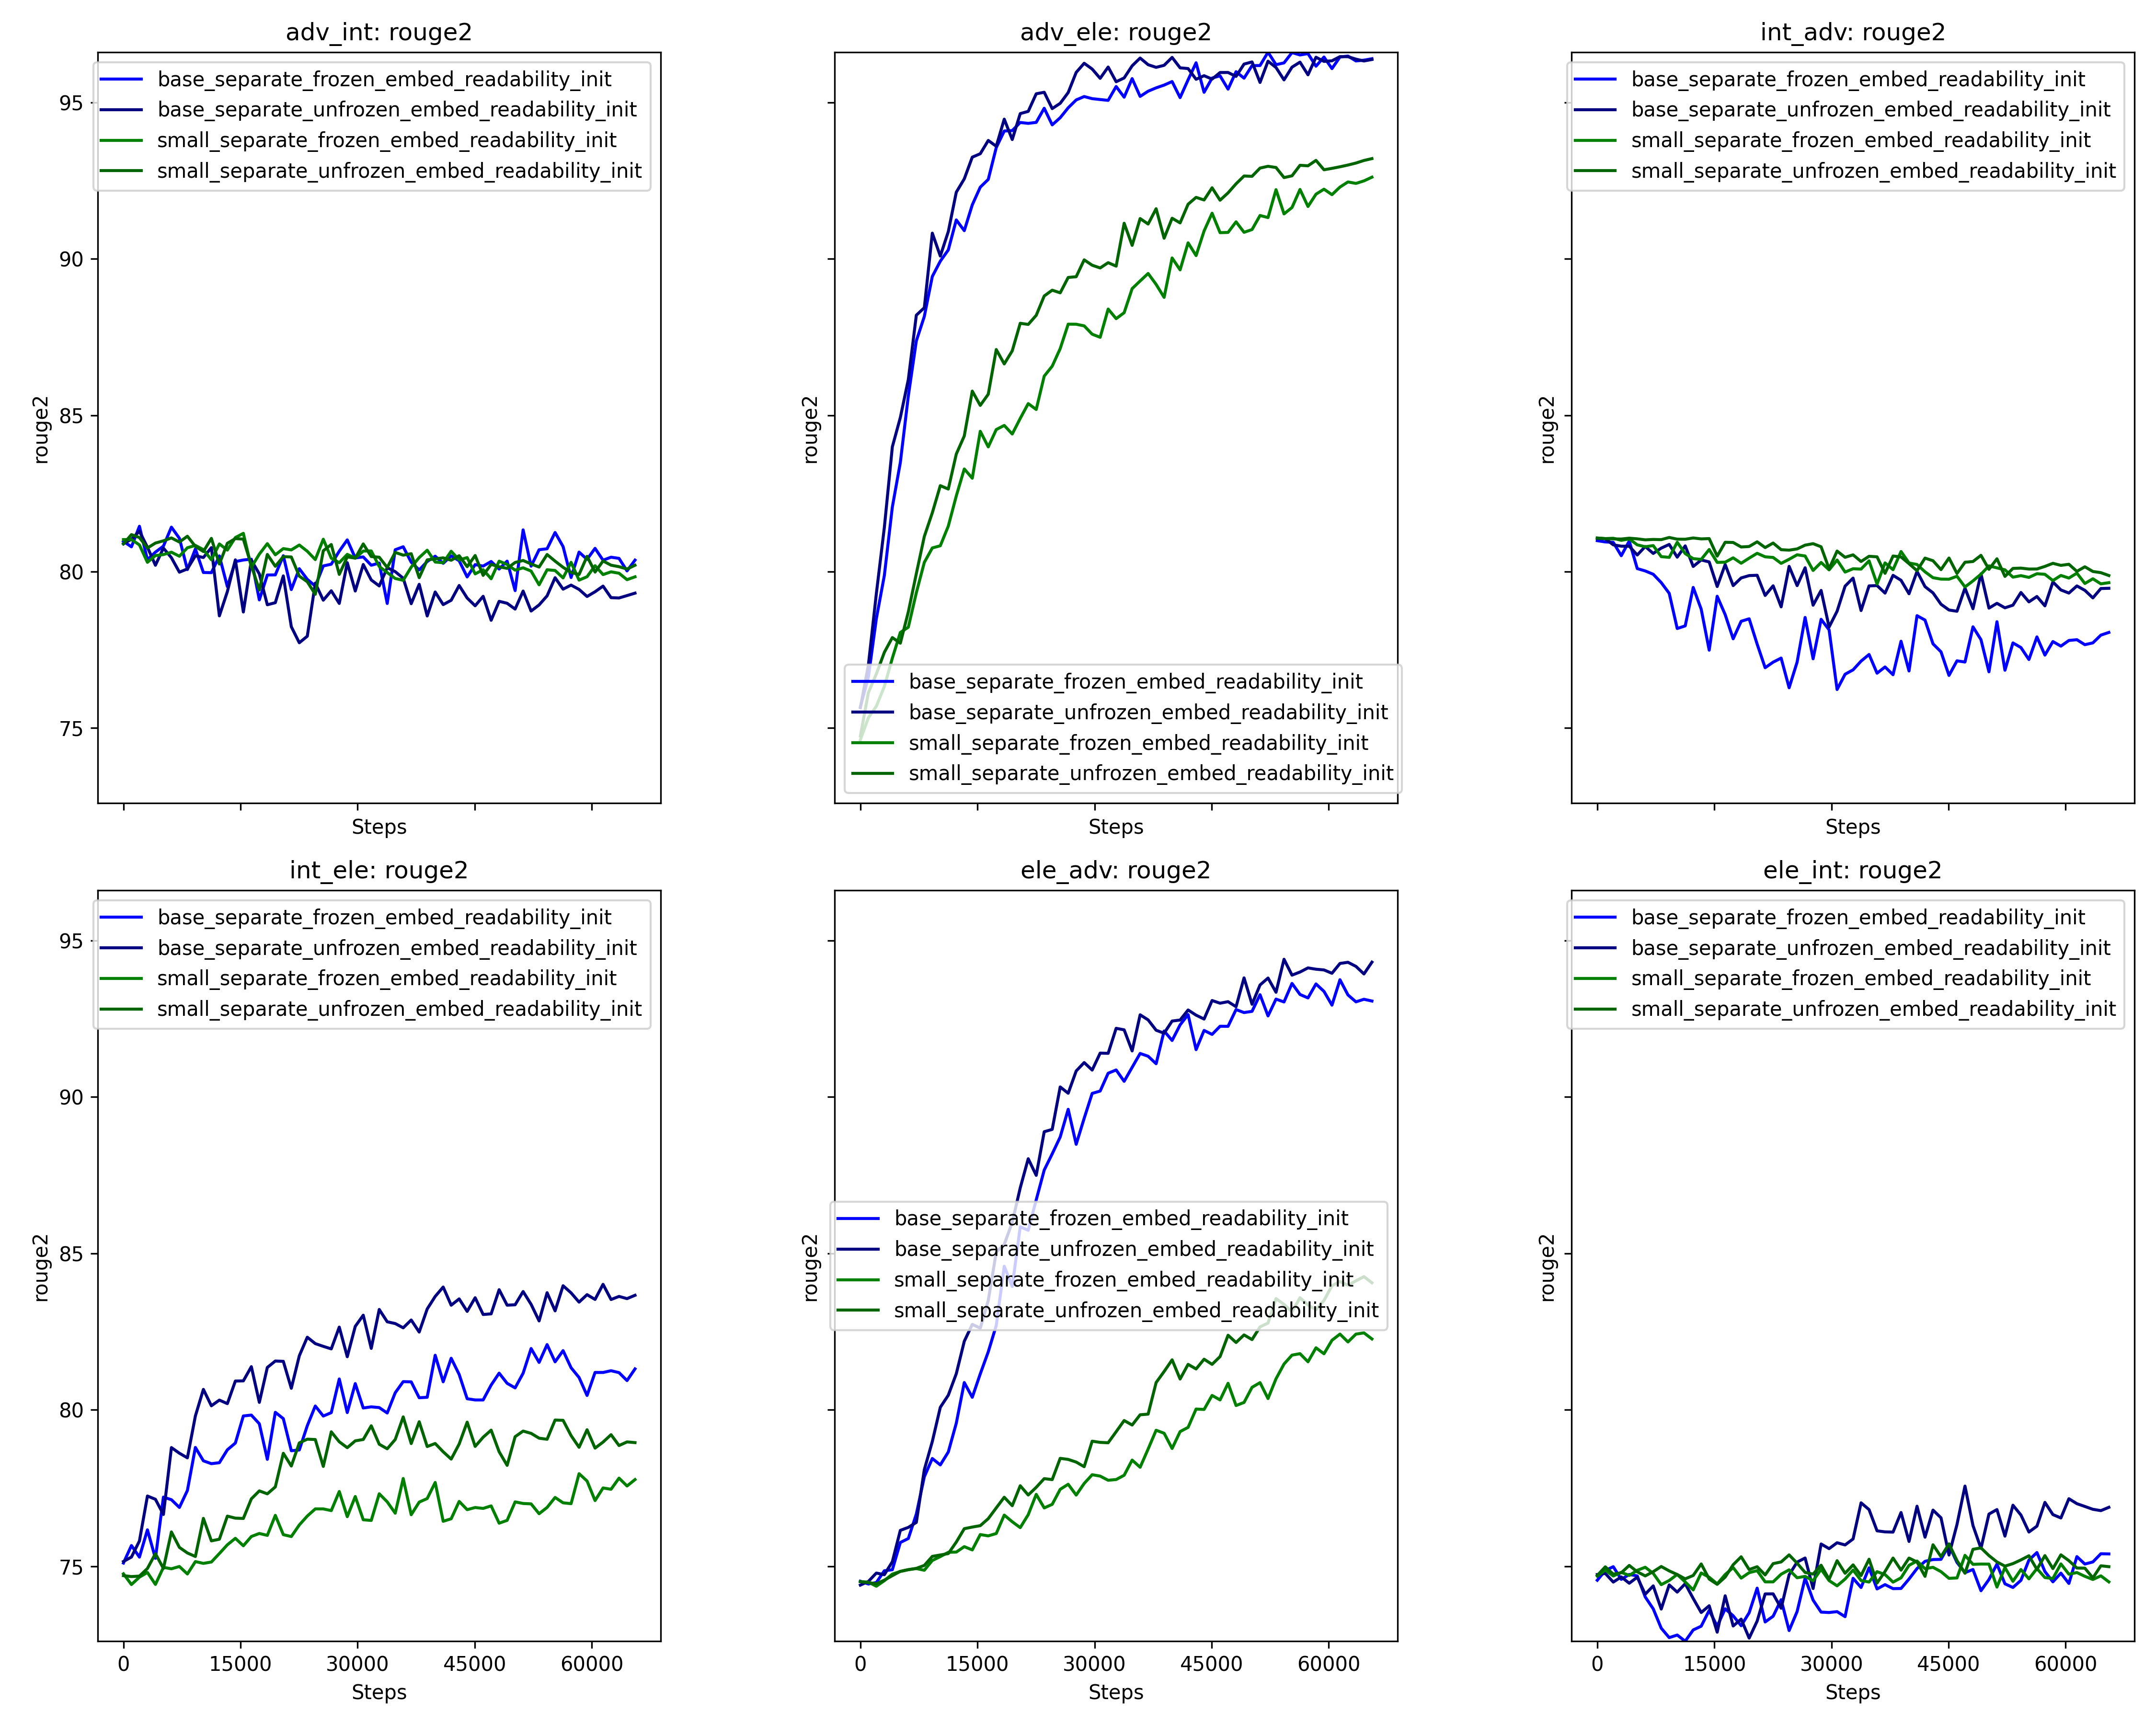 adv_int: rouge2
95
90
85
80
75
rouge2
base_separate_frozen_embed_readability_init
base_separate_unfrozen_embed_readability_init
small_separate_frozen_embed_readability_init
small_separate_unfrozen_embed_readability_init
Steps
adv_ele: rouge2
rouge2
base_separate_frozen_embed_readability_init
base_separate_unfrozen_embed_readability_init
small_separate_frozen_embed_readability_init
small_separate_unfrozen_embed_readability_init
Steps
int_adv: rouge2
rouge2
base_separate_frozen_embed_readability_init
base_separate_unfrozen_embed_readability_init
small_separate_frozen_embed_readability_init
small_separate_unfrozen_embed_readability_init
Steps
int_ele: rouge2
95
90
85
80
75
rouge2
base_separate_frozen_embed_readability_init
base_separate_unfrozen_embed_readability_init
small_separate_frozen_embed_readability_init
small_separate_unfrozen_embed_readability_init
0 15000 30000 45000 60000
Steps
ele_adv: rouge2
rouge2
base_separate_frozen_embed_readability_init
base_separate_unfrozen_embed_readability_init
small_separate_frozen_embed_readability_init
small_separate_unfrozen_embed_readability_init
0 15000 30000 45000 60000
Steps
ele_int: rouge2
rouge2
base_separate_frozen_embed_readability_init
base_separate_unfrozen_embed_readability_init
small_separate_frozen_embed_readability_init
small_separate_unfrozen_embed_readability_init
0 15000 30000 45000 60000
Steps